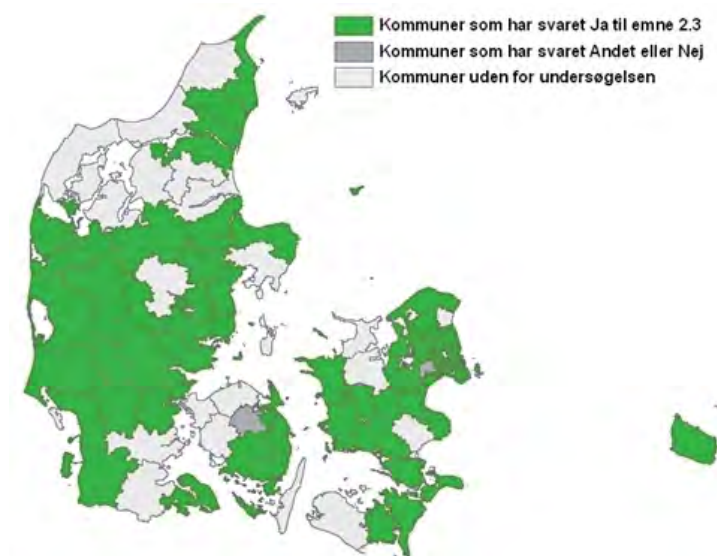 Kommuner som har svaret Ja til emne 2.3
Kommuner som har svaret Andet eller Nej
Kommuner uden for undersøgelsen